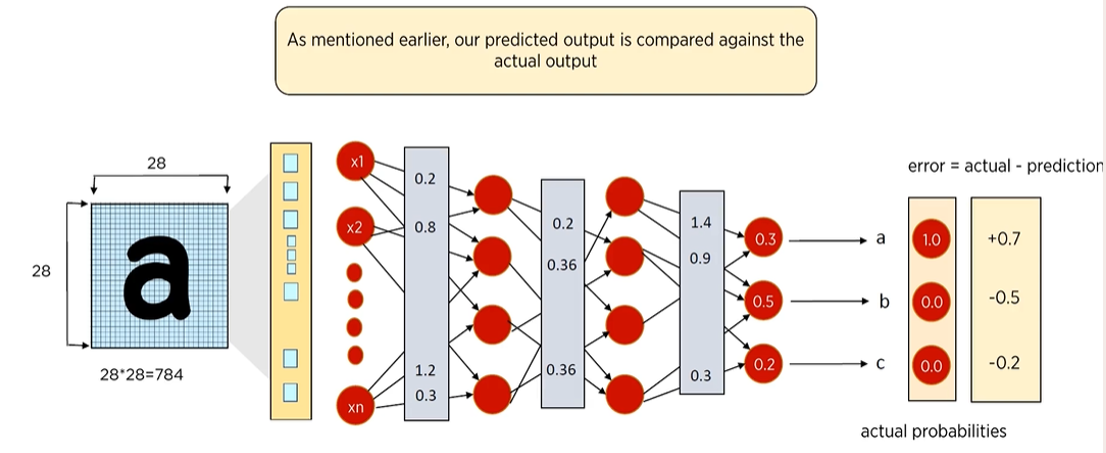 As mentioned earlier, our predicted output is compared against the
actual output
28
28
a
28*28=784
x1
x2
xn
0.2
0.8
1.2
0.3
0.2
0.36
0.36
1.4
0.9
0.3
0.3
0.5
0.2
a
b
c
error = actual - prediction
1.0
0.0
0.0
+0.7
-0.5
-0.2
actual probabilities